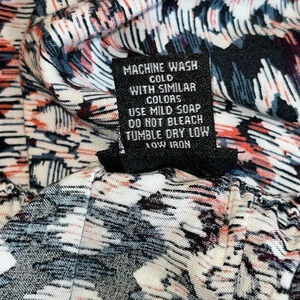 MACHINE WASH
COLD
WITH SIMILAR
COLORS
USE MILD SOAP
DO NOT BLEACH
TUMBLE DRY LOW
LOW IRON